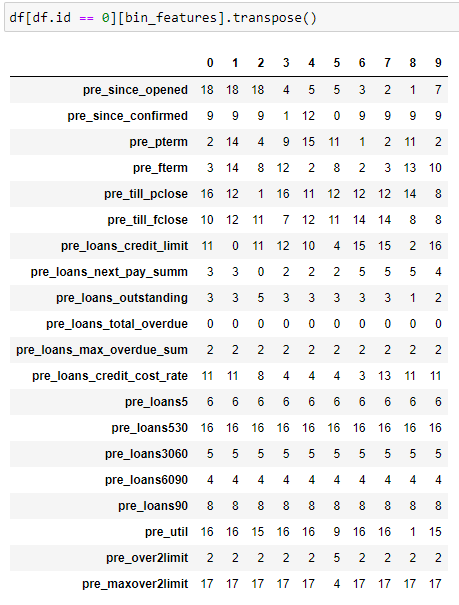 df[df.id == 0][bin_features].transpose()
0 1 2 3 4 5 6 7 8 9
pre_since_opened 18 18 18 4 5 5 3 2 1 7
pre_since_confirmed 9 9 9 1 12 0 9 9 9 9
pre_pterm 2 14 4 9 15 11 1 2 11 2
pre_fterm 3 14 8 12 2 8 2 3 13 10
pre_till_pclose 16 12 1 16 11 12 12 12 14 8
pre_till_fclose 10 12 11 7 12 11 14 14 8 8
pre_loans_credit_limit 11 0 11 12 10 4 15 15 2 16
pre_loans_next_pay_summ 3 3 0 2 2 2 5 5 5 4
pre_loans_outstanding 3 3 5 3 3 3 3 3 1 2
pre_loans_total_overdue 0 0 0 0 0 0 0 0 0 0
pre_loans_max_overdue_sum 2 2 2 2 2 2 2 2 2 2
pre_loans_credit_cost_rate 11 11 8 4 4 4 3 13 11 11
pre_loans5 6 6 6 6 6 6 6 6 6 6
pre_loans530 16 16 16 16 16 16 16 16 16 16
pre_loans3060 5 5 5 5 5 5 5 5 5 5
pre_loans6090 4 4 4 4 4 4 4 4 4 4
pre_loans90 8 8 8 8 8 8 8 8 8 8
pre_util 16 16 15 16 16 9 16 16 1 15
pre_over2limit 2 2 2 2 2 5 2 2 2 2
pre_maxover2limit 17 17 17 17 17 4 17 17 17 17